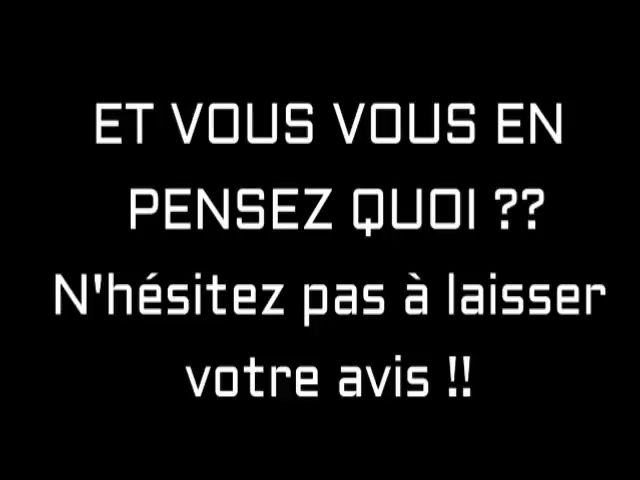 ET VOUS VOUS EN
PENSEZ QUOI ??
N'hésitez pas à laisser
votre avis !!